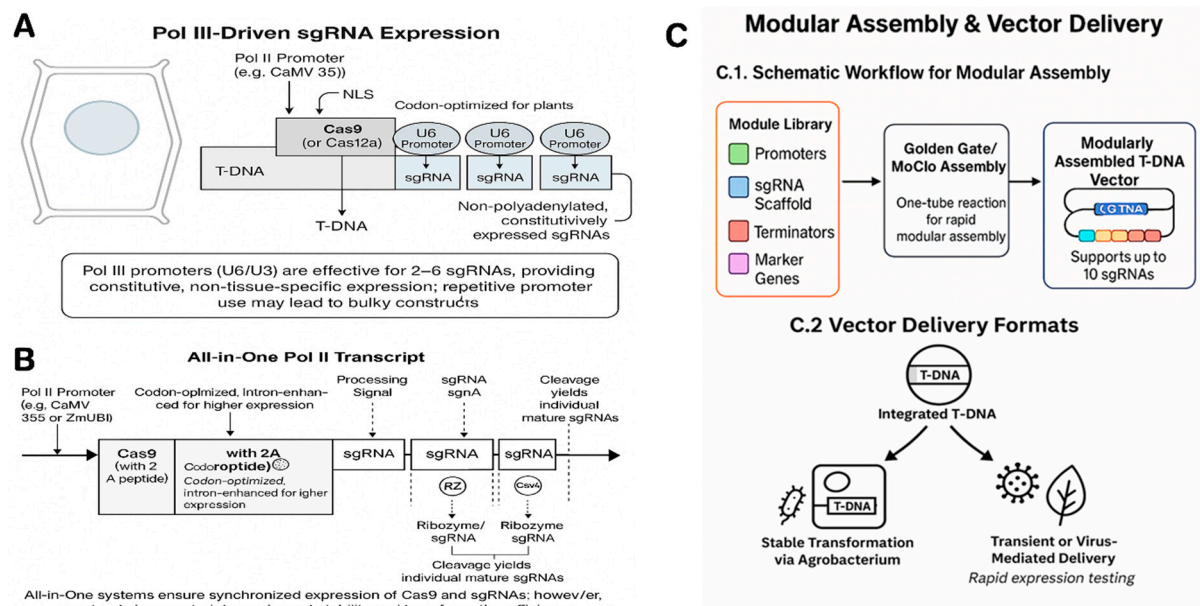 A
Pol III-Driven sgRNA Expression
Pol II Promoter
(e.g. CaMV 35))
NLS
Codon-optimized for plants
Cas9
(or Cas12a)
U6
Promoter
U6
Promoter
U6
Promoter
T-DNA
sgRNA
sgRNA
sgRNA
T-DNA
Non-polyadenylated,
constitutivively
expressed sgRNAs
Pol III promoters (U6/U3) are effective for 2–6 sgRNAs, providing
constitutive, non-tissue-specific expression; repetitive promoter
use may lead to bulky constructs
B
All-in-One Pol II Transcript
Pol II Promoter
(e.g, CaMV
355 or ZmUBI)
Codon-oplmized, Intron-enhan-
ced for higher expression
Processing
Signal
sgRNA
sgnA
Cleavage
yields
individual
mature sgRNAs
Cas9
(with 2
A peptide)
with 2A
Codoroptide)
Codon-optimized,
intron-enhanced for igher
expression
sgRNA
sgRNA
sgRNA
RZ
Csv4
Ribozyme/
sgRNA
Ribozyme
sgRNA
Cleavage yields
individual mature sgRNAs
All-in-One systems ensure synchronized expression of Cas9 and sgRNAs; howev/er,
C
Modular Assembly & Vector Delivery
C.1. Schematic Workflow for Modular Assembly
Module Library
Promoters
sgRNA
Scaffold
Terminators
Marker
Genes
Golden Gate/
MoClo Assembly
One-tube reaction
for rapid
modular assembly
Modularly
Assembled T-DNA
Vector
Supports up to
10 sgRNAs
C.2 Vector Delivery Formats
T-DNA
Integrated T-DNA
T-DNA
Stable Transformation
via Agrobacterium
Transient or Virus-
Mediated Delivery
Rapid expression testing